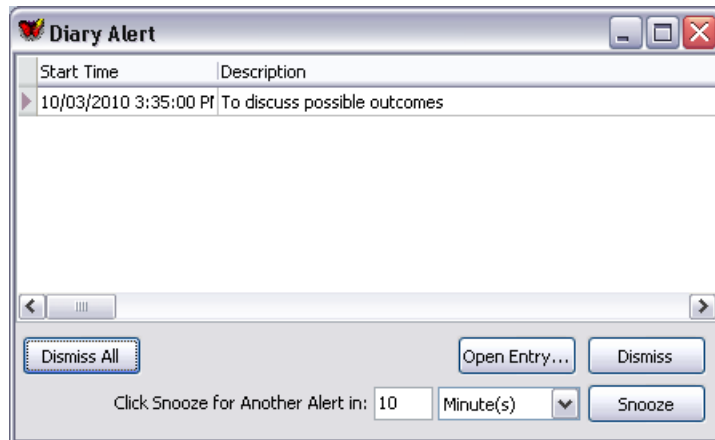 Diary Alert
Start Time Description
10/03/2010 3:35:00 PM To discuss possible outcomes
Dismiss All Open Entry... Dismiss
Click Snooze for Another Alert in: 10 Minute(s) Snooze